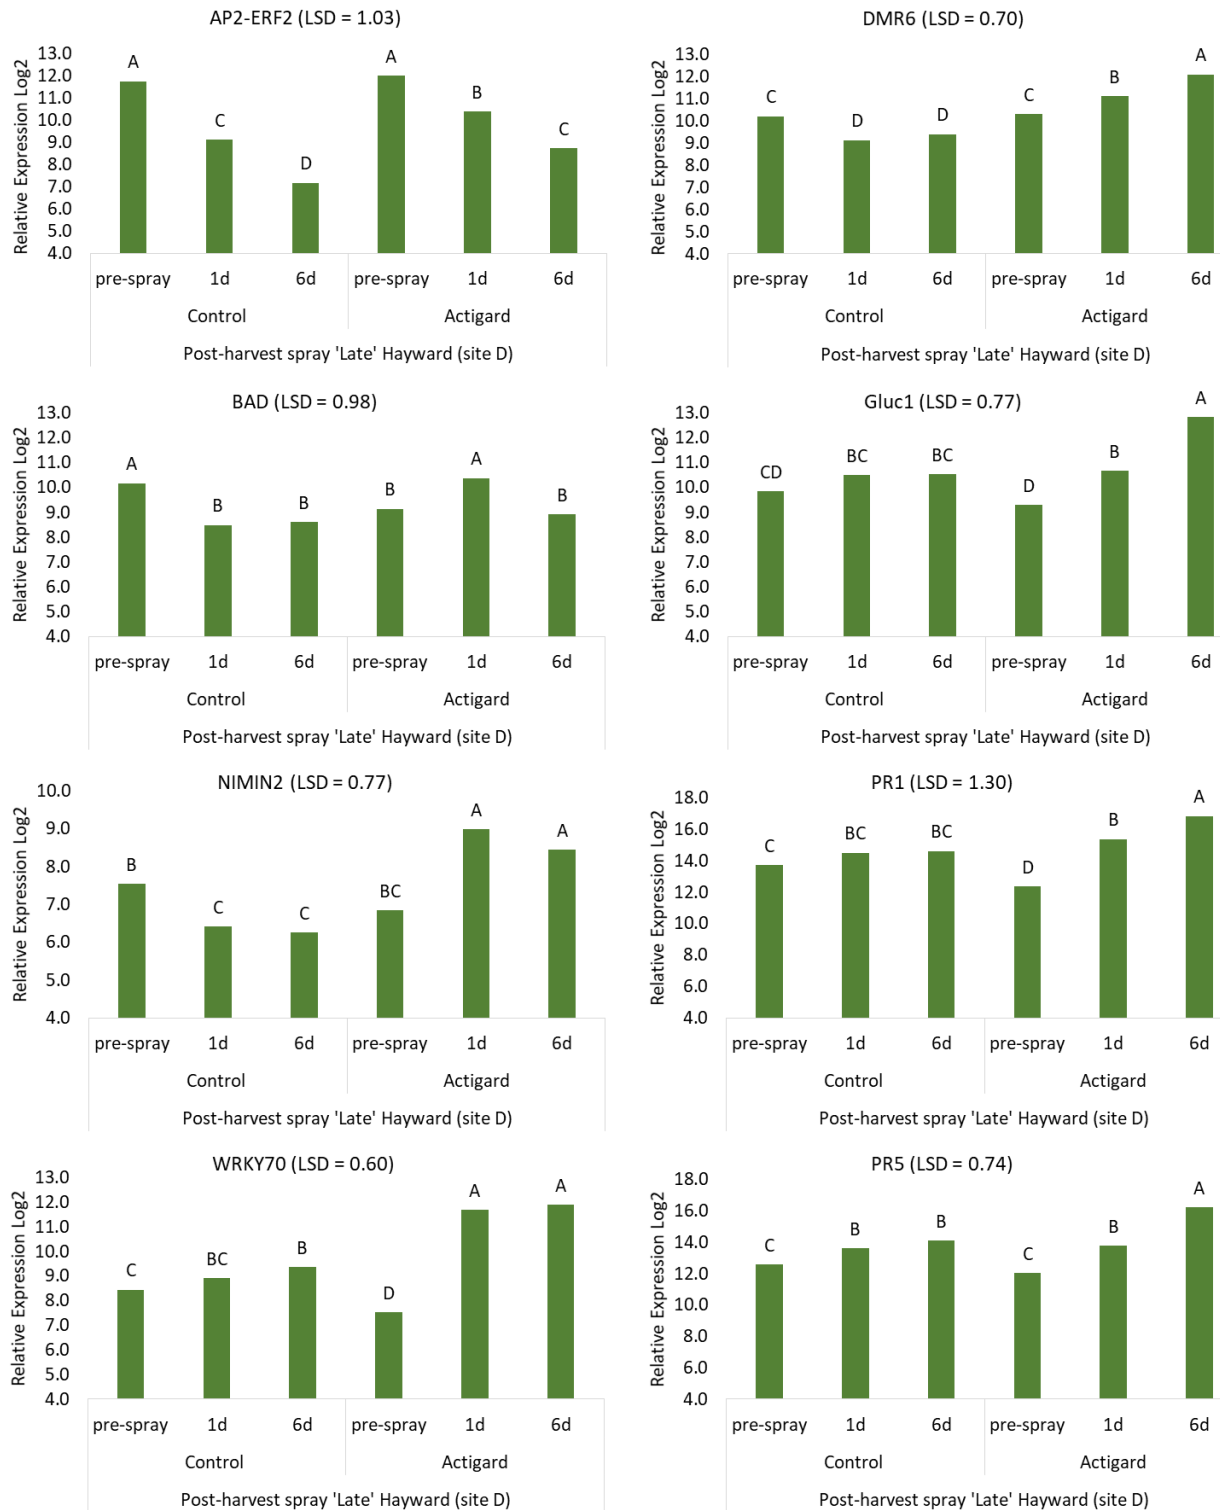 AP2-ERF2 (LSD = 1.03)
Relative Expression Log2
13.0
12.0
11.0
10.0
9.0
8.0
7.0
6.0
5.0
4.0
A
C
D
A
B
C
pre-spray 1d 6d pre-spray 1d 6d
Control Actigard
Post-harvest spray 'Late' Hayward (site D)
DMR6 (LSD = 0.70)
Relative Expression Log2
13.0
12.0
11.0
10.0
9.0
8.0
7.0
6.0
5.0
4.0
C
D
D
C
B
A
pre-spray 1d 6d pre-spray 1d 6d
Control Actigard
Post-harvest spray 'Late' Hayward (site D)
BAD (LSD = 0.98)
Relative Expression Log2
13.0
12.0
11.0
10.0
9.0
8.0
7.0
6.0
5.0
4.0
A
B
B
B
A
B
pre-spray 1d 6d pre-spray 1d 6d
Control Actigard
Post-harvest spray 'Late' Hayward (site D)
Gluc1 (LSD = 0.77)
Relative Expression Log2
13.0
12.0
11.0
10.0
9.0
8.0
7.0
6.0
5.0
4.0
CD
BC
BC
D
B
A
pre-spray 1d 6d pre-spray 1d 6d
Control Actigard
Post-harvest spray 'Late' Hayward (site D)
NIMIN2 (LSD = 0.77)
Relative Expression Log2
10.0
9.0
8.0
7.0
6.0
5.0
4.0
B
C
C
BC
A
A
pre-spray 1d 6d pre-spray 1d 6d
Control Actigard
Post-harvest spray 'Late' Hayward (site D)
PR1 (LSD = 1.30)
Relative Expression Log2
18.0
16.0
14.0
12.0
10.0
8.0
6.0
4.0
C
BC
BC
D
B
A
pre-spray 1d 6d pre-spray 1d 6d
Control Actigard
Post-harvest spray 'Late' Hayward (site D)
WRKY70 (LSD = 0.60)
Relative Expression Log2
13.0
12.0
11.0
10.0
9.0
8.0
7.0
6.0
5.0
4.0
C
BC
B
D
A
A
pre-spray 1d 6d pre-spray 1d 6d
Control Actigard
Post-harvest spray 'Late' Hayward (site D)
PR5 (LSD = 0.74)
Relative Expression Log2
18.0
16.0
14.0
12.0
10.0
8.0
6.0
4.0
C
B
B
C
B
A
pre-spray 1d 6d pre-spray 1d 6d
Control Actigard
Post-harvest spray 'Late' Hayward (site D)